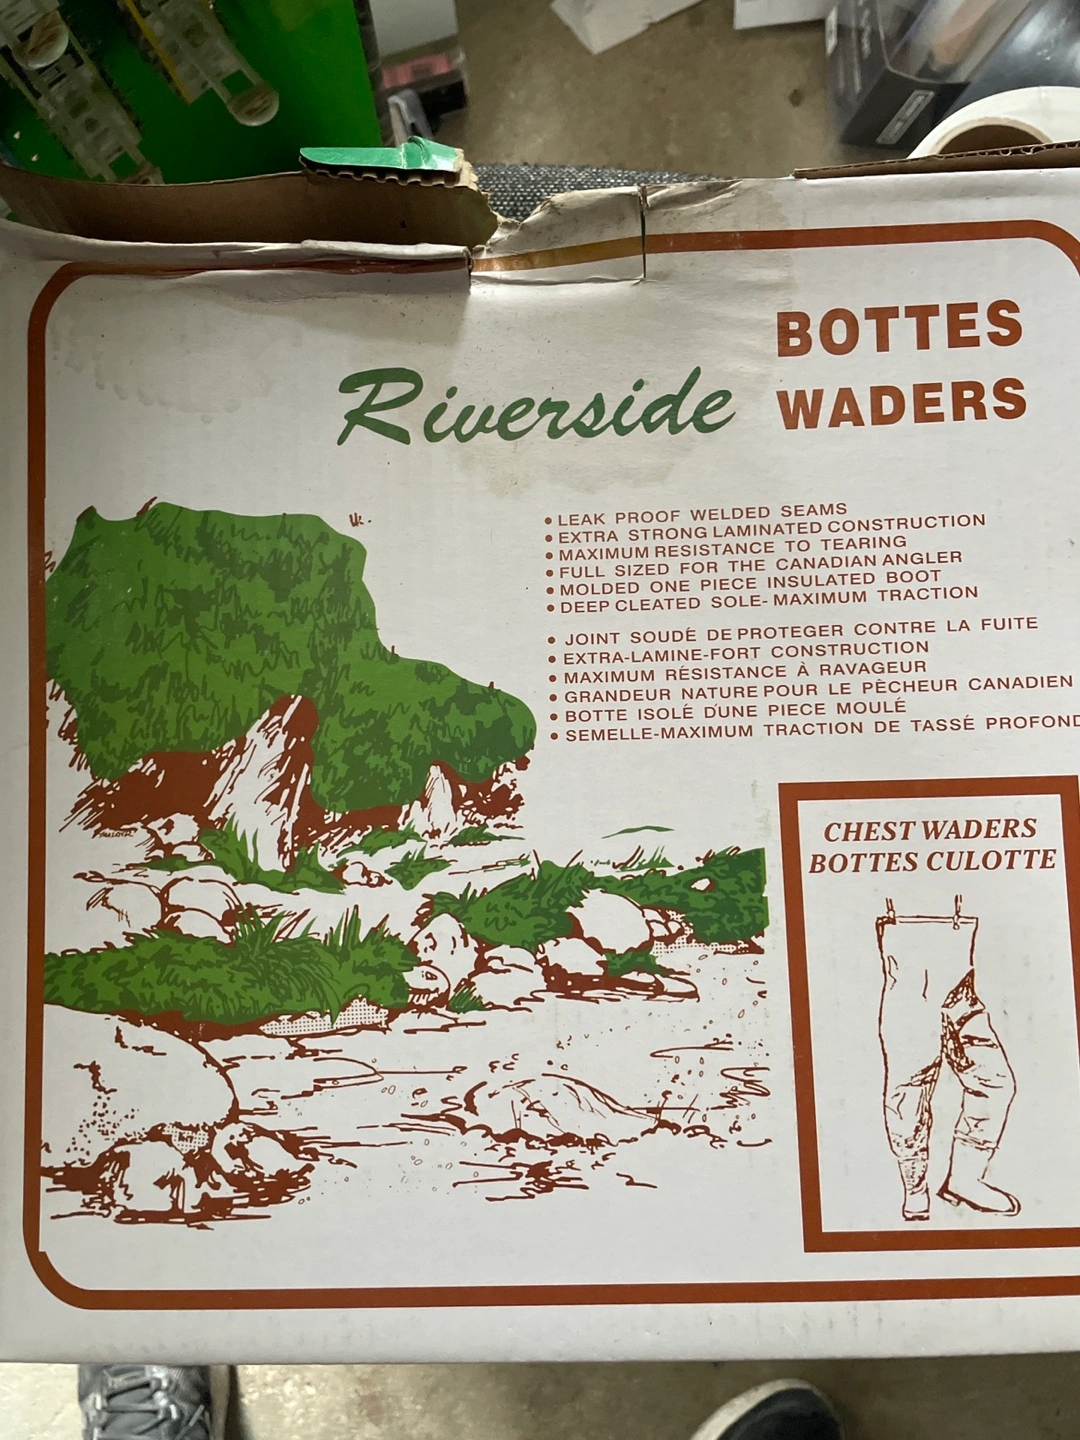 Riverside
BOTTES
WADERS
• LEAK PROOF WELDED SEAMS
• EXTRA STRONG LAMINATED CONSTRUCTION
• MAXIMUM RESISTANCE TO TEARING
• FULL SIZED FOR THE CANADIAN ANGLER
• MOLDED ONE PIECE INSULATED BOOT
• DEEP CLEATED SOLE- MAXIMUM TRACTION
• JOINT SOUDÉ DE PROTEGER CONTRE LA FUITE
• EXTRA-LAMINE-FORT CONSTRUCTION
• MAXIMUM RÉSISTANCE À RAVAGEUR
• GRANDEUR NATURE POUR LE PÊCHEUR CANADIEN
• BOTTE ISOLÉ D'UNE PIECE MOULÉ
• SEMELLE-MAXIMUM TRACTION DE TASSÉ PROFOND
CHEST WADERS
BOTTES CULOTTE